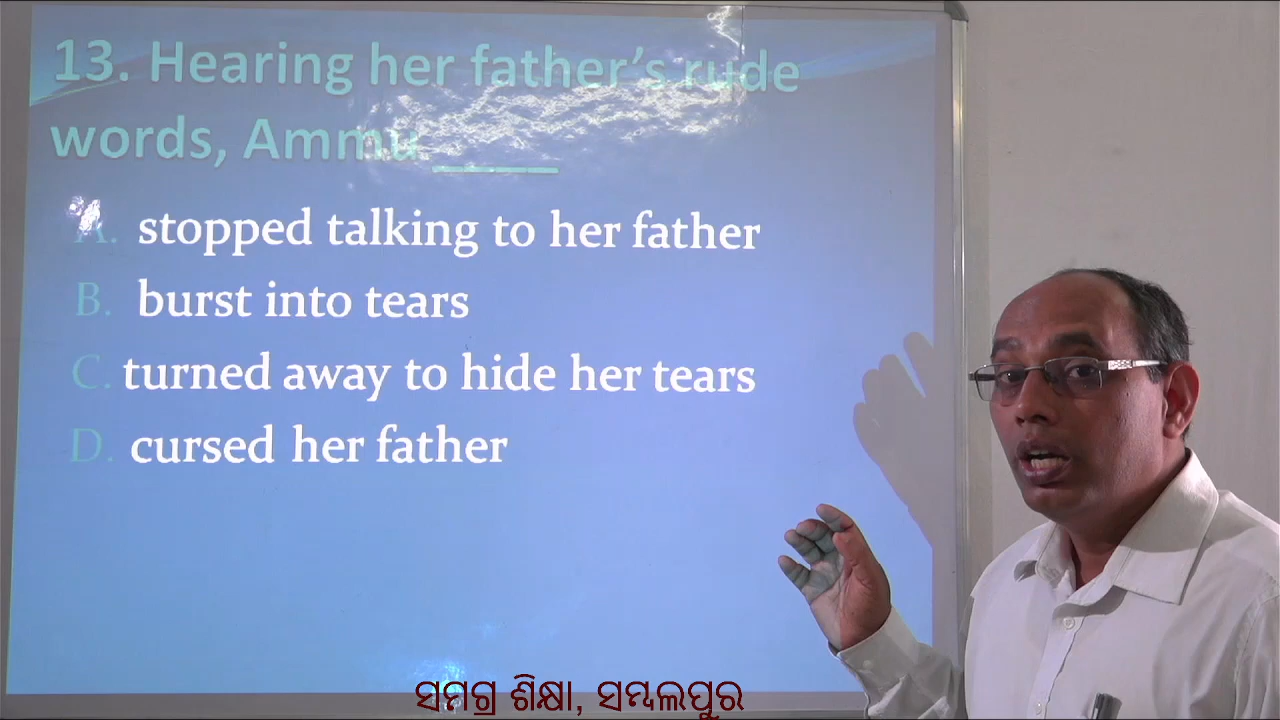 13. Hearing her father's rude
words, Ammu _____
A. stopped talking to her father
B. burst into tears
C. turned away to hide her tears
D. cursed her father
ସମଗ୍ର ଶିକ୍ଷା, ସମ୍ବଲପୁର